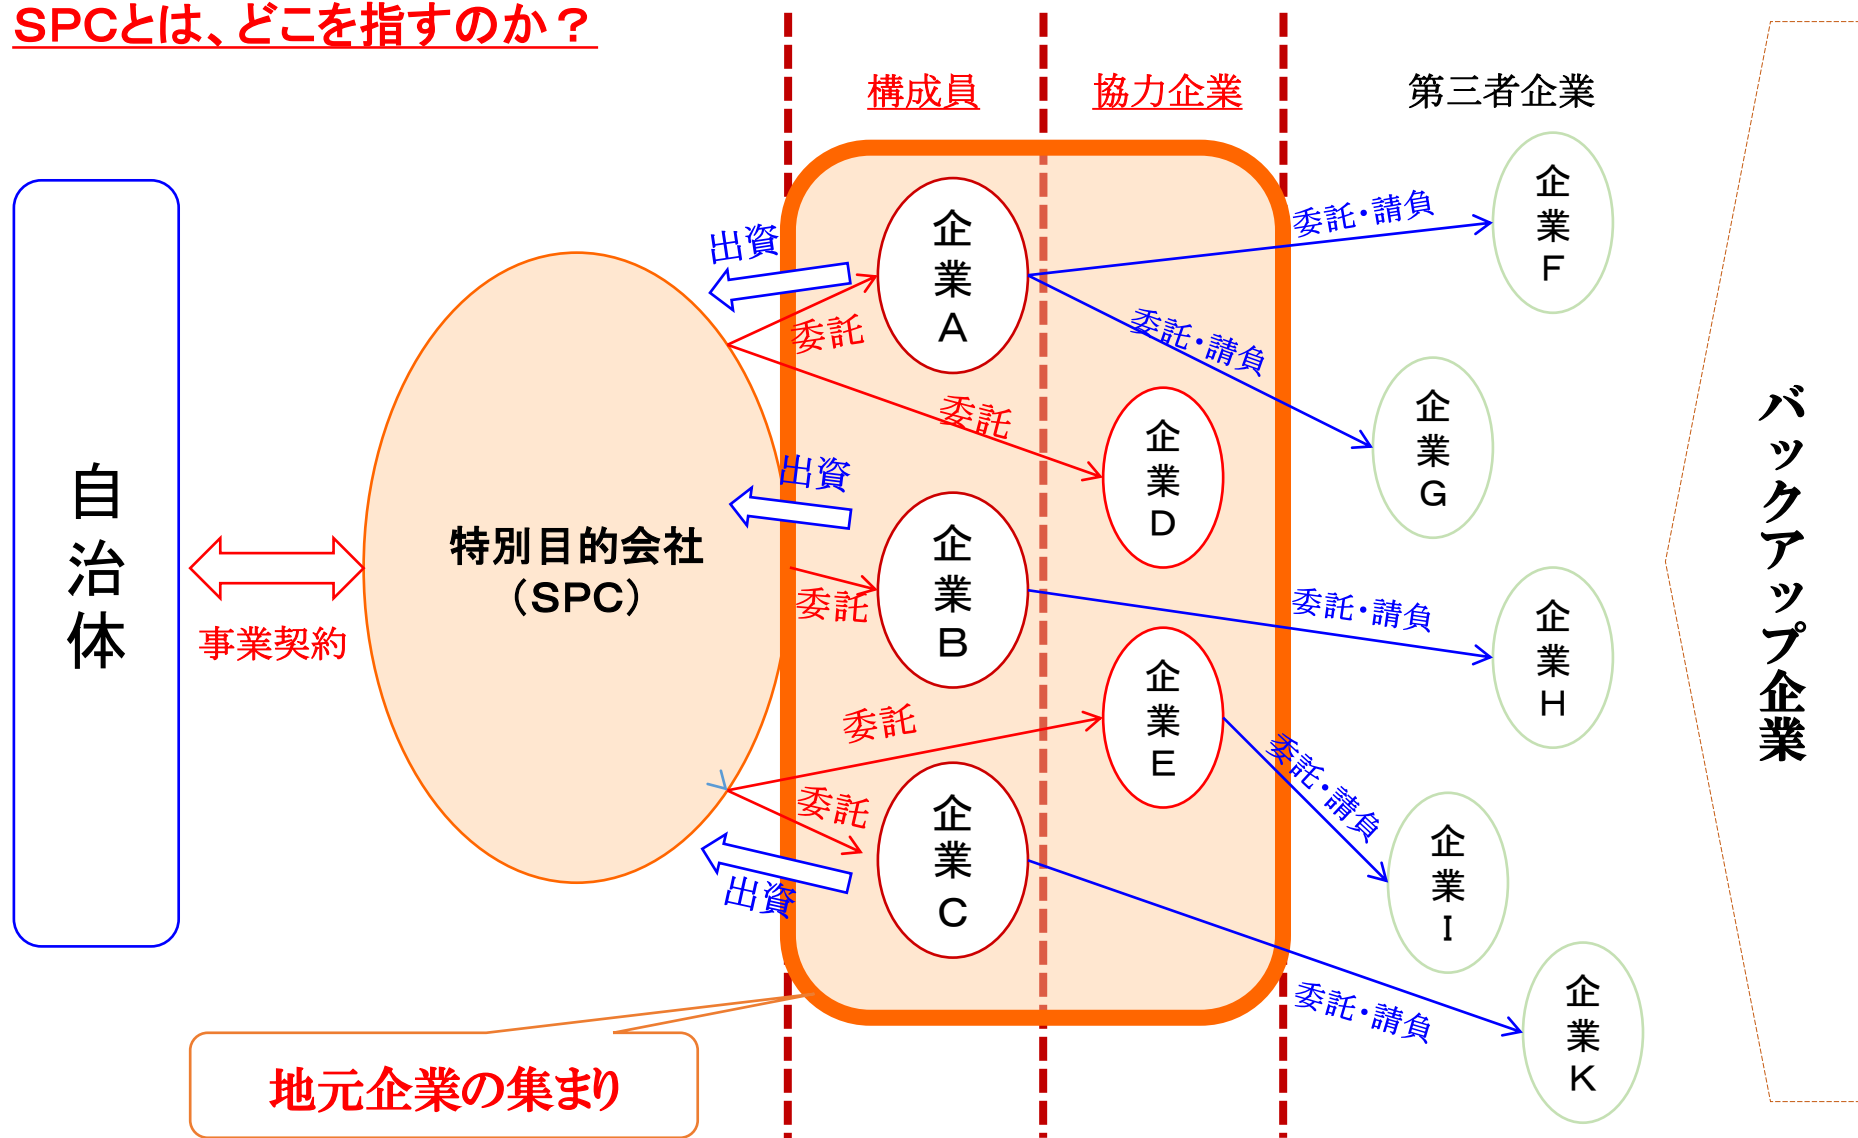 SPCとは、どこを指すのか？
構成員
協力企業
第三者企業
自治体
事業契約
特別目的会社
（SPC）
出資
委託
委託
出資
委託
委託
委託
出資
企業A
企業B
企業C
企業D
企業E
委託・請負
委託・請負
委託・請負
委託・請負
委託・請負
企業F
企業G
企業H
企業I
企業K
バックアップ企業
地元企業の集まり